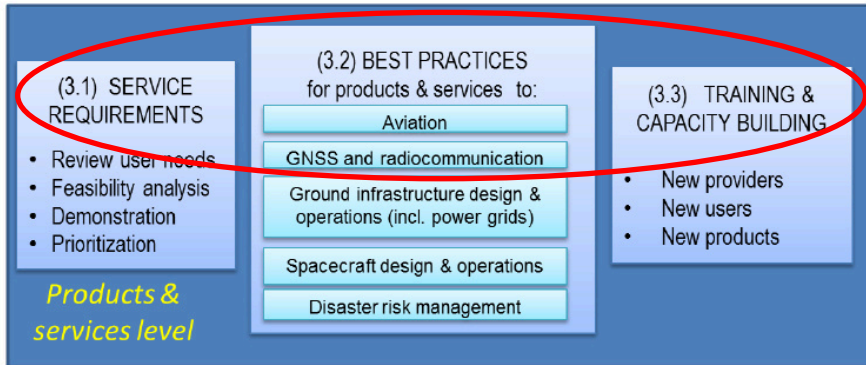 (3.1) SERVICE
REQUIREMENTS
• Review user needs
• Feasibility analysis
• Demonstration
• Prioritization
Products &
services level
(3.2) BEST PRACTICES
for products & services to:
Aviation
GNSS and radiocommunication
Ground infrastructure design &
operations (incl. power grids)
Spacecraft design & operations
Disaster risk management
(3.3) TRAINING &
CAPACITY BUILDING
• New providers
• New users
• New products